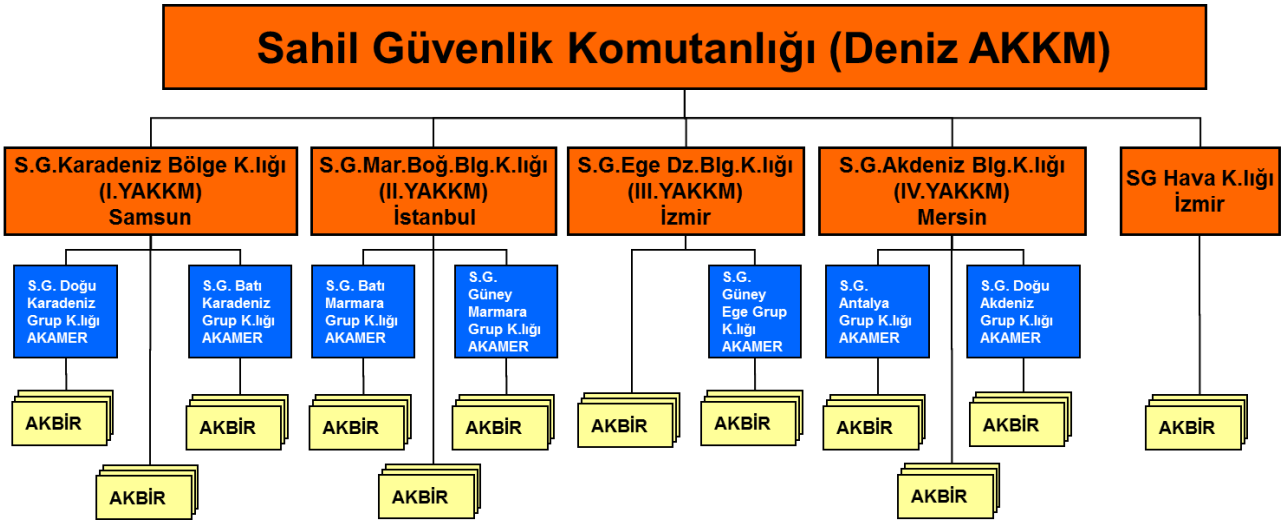 Sahil Güvenlik Komutanlığı (Deniz AKKM)
S.G.Karadeniz Bölge K.lığı
(I.YAKKM)
Samsun
S.G.Mar.Boğ.Blg.K.lığı
(II.YAKKM)
İstanbul
S.G.Ege Dz.Blg.K.lığı
(III.YAKKM)
İzmir
S.G.Akdeniz Blg.K.lığı
(IV.YAKKM)
Mersin
SG Hava K.lığı
İzmir
S.G. Doğu
Karadeniz
Grup K.lığı
AKAMER
S.G. Batı
Karadeniz
Grup K.lığı
AKAMER
S.G. Batı
Marmara
Grup K.lığı
AKAMER
S.G.
Güney
Marmara
Grup K.lığı
AKAMER
S.G.
Güney
Ege Grup
K.lığı
AKAMER
S.G.
Antalya
Grup K.lığı
AKAMER
S.G. Doğu
Akdeniz
Grup K.lığı
AKAMER
AKBİR
AKBİR
AKBİR
AKBİR
AKBİR
AKBİR
AKBİR
AKBİR
AKBİR
AKBİR
AKBİR
AKBİR